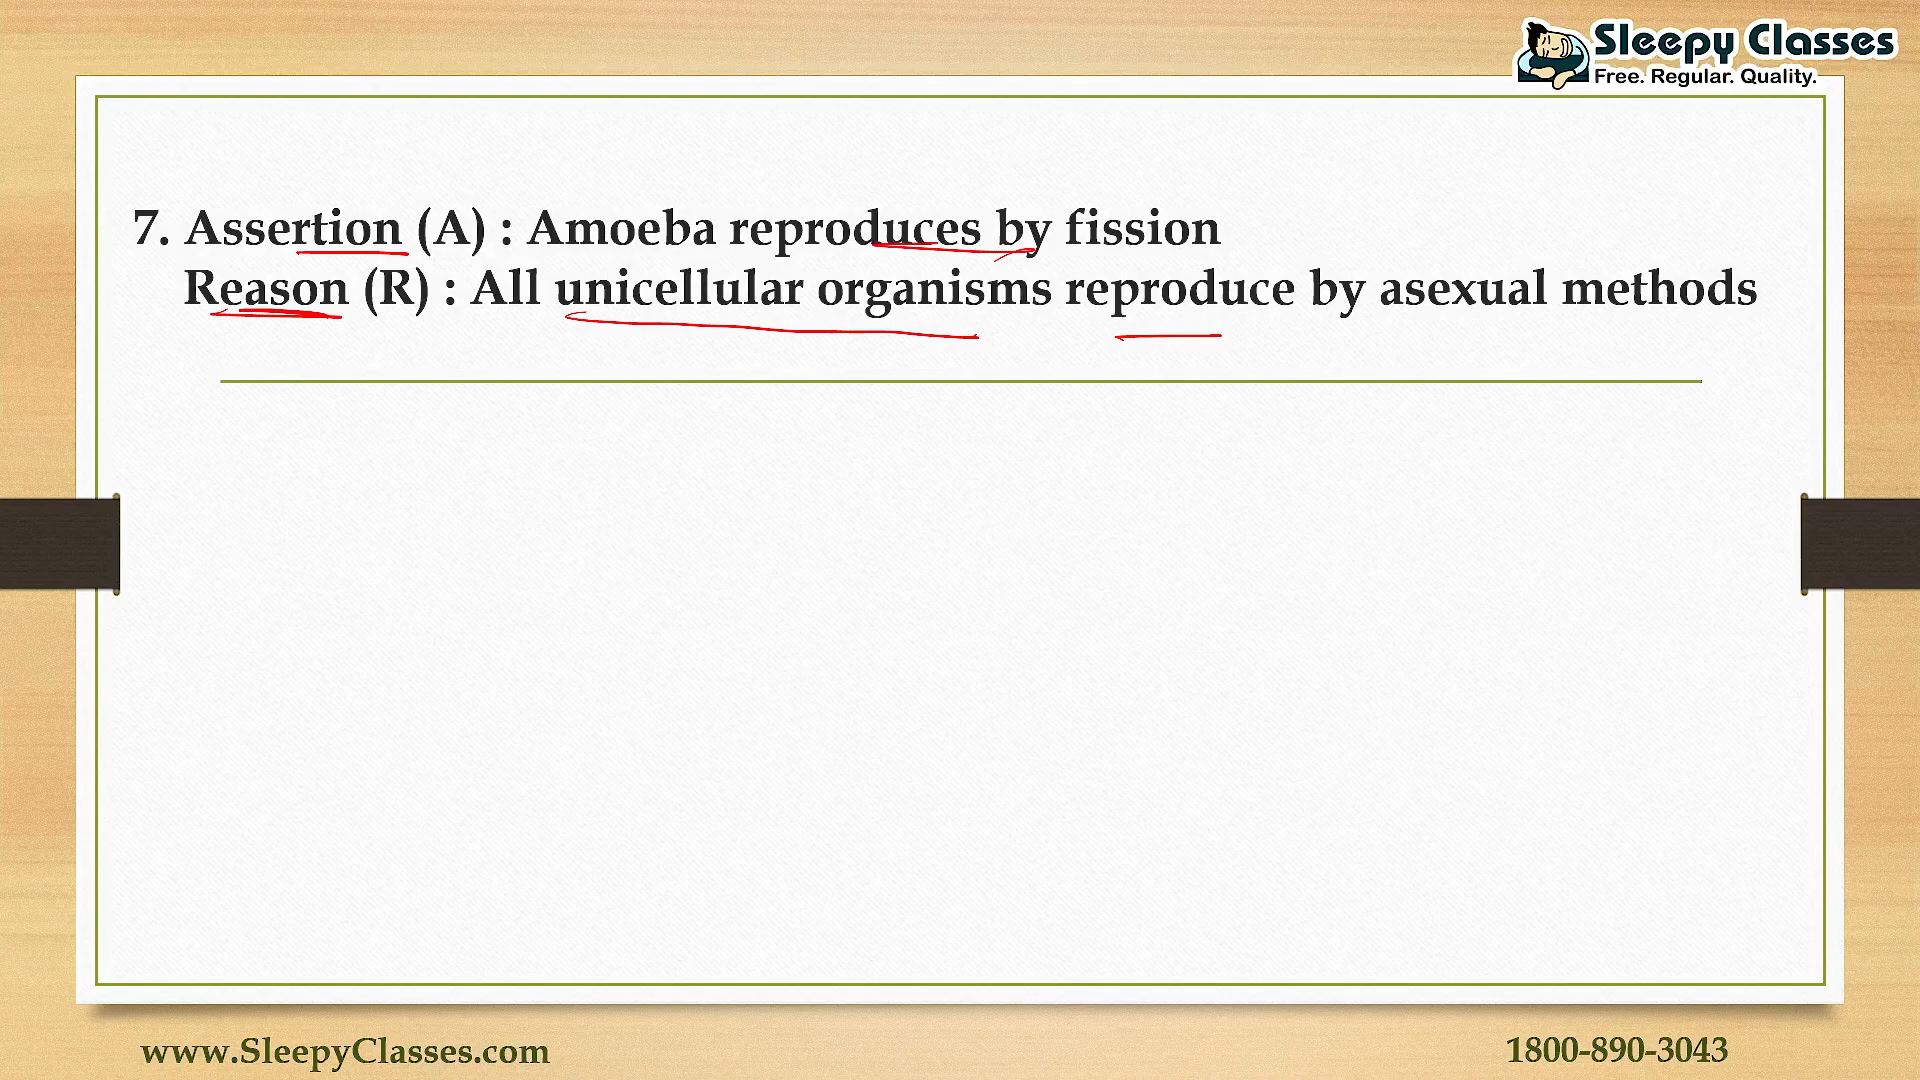 Sleepy Classes
Free. Regular. Quality.
7. Assertion (A) : Amoeba reproduces by fission
Reason (R) : All unicellular organisms reproduce by asexual methods
www.SleepyClasses.com
1800-890-3043